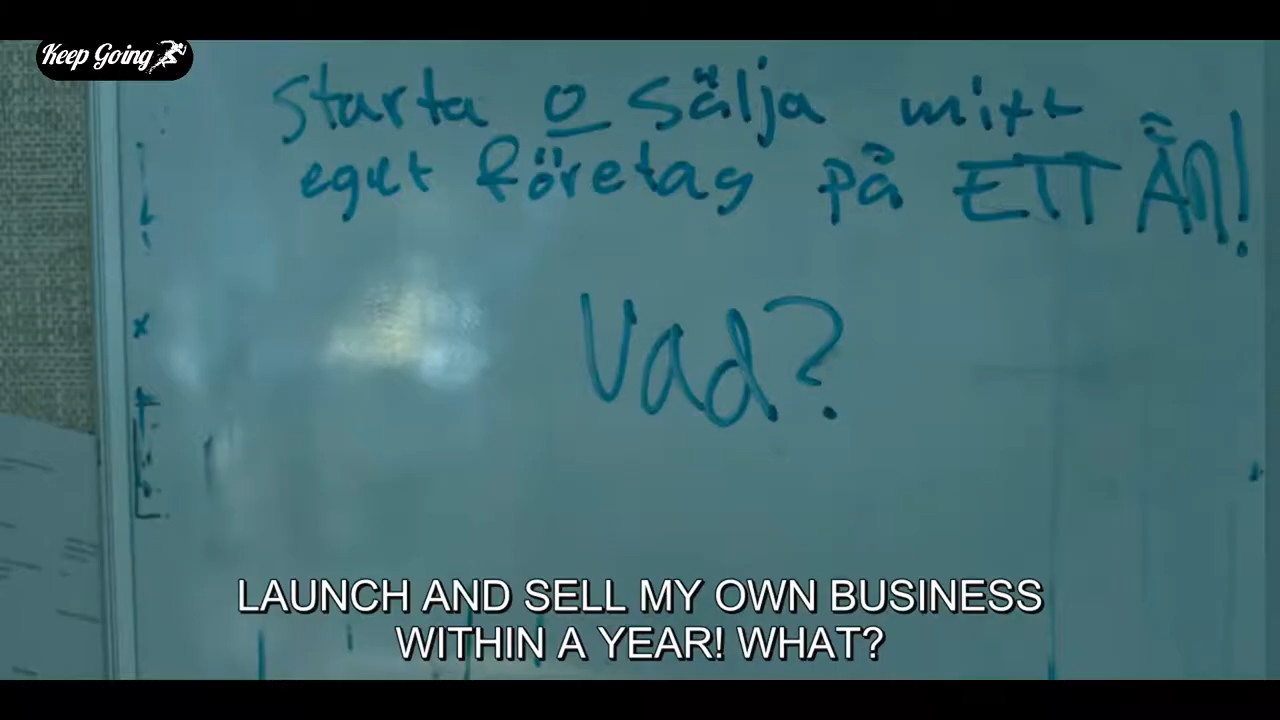 Keep Going
starta o sälja mitt
eget företag på ETT ÅR!
Vad?
LAUNCH AND SELL MY OWN BUSINESS
WITHIN A YEAR! WHAT?